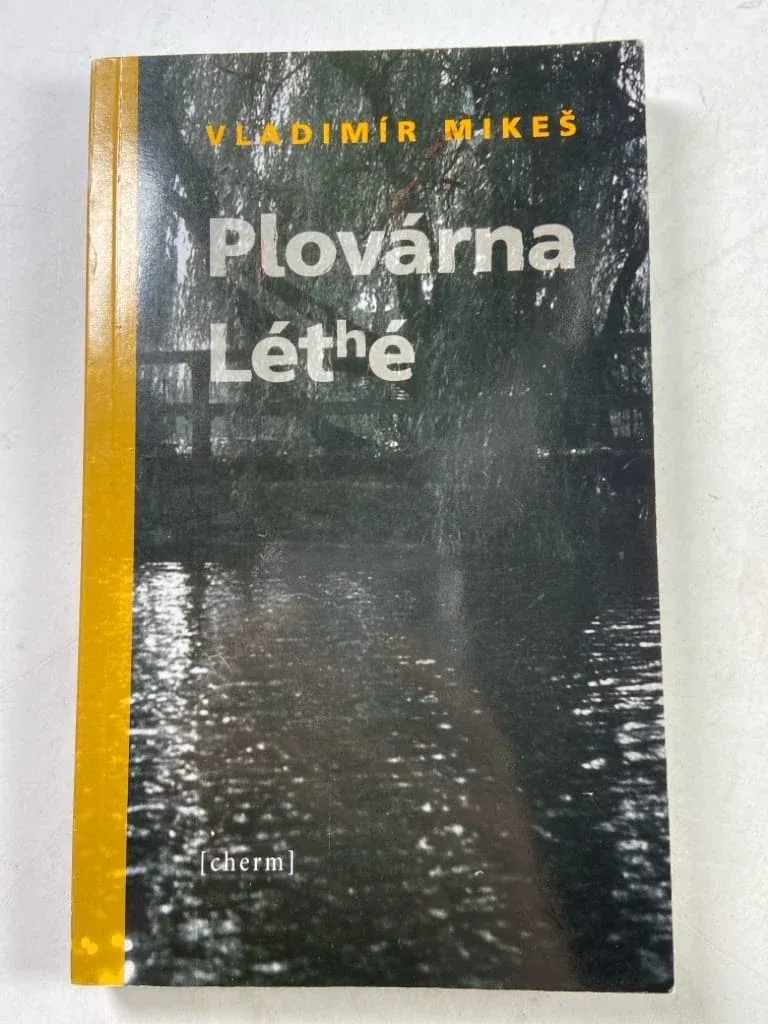 VLADIMÍR MIKEŠ
Plovárna
Léthé
[cherm]